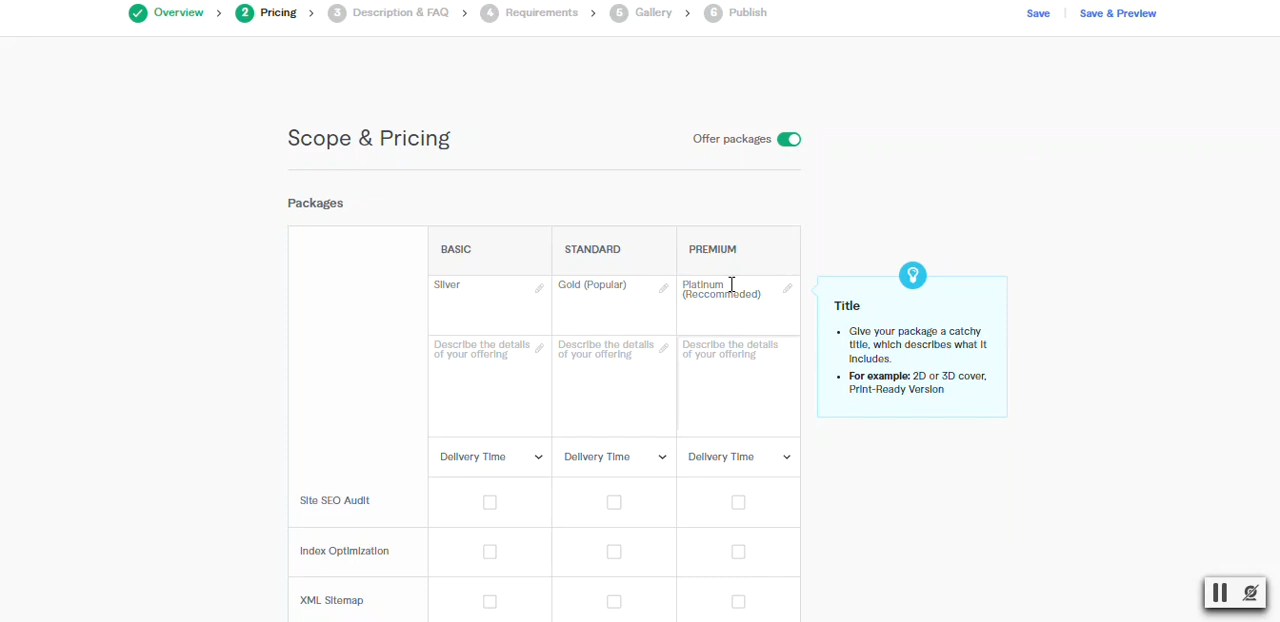 Overview > 2 Pricing > 3 Description & FAQ > 4 Requirements > 5 Gallery > 6 Publish Save | Save & Preview
Scope & Pricing Offer packages
Packages
BASIC STANDARD PREMIUM
Silver Gold (Popular) Platinum
(Reccommeded)
Title
• Give your package a catchy
title, which describes what it
includes.
• For example: 2D or 3D cover,
Print-Ready Version
Describe the details Describe the details Describe the details
of your offering of your offering of your offering
Delivery Time Delivery Time Delivery Time
Site SEO Audit
Index Optimization
XML Sitemap